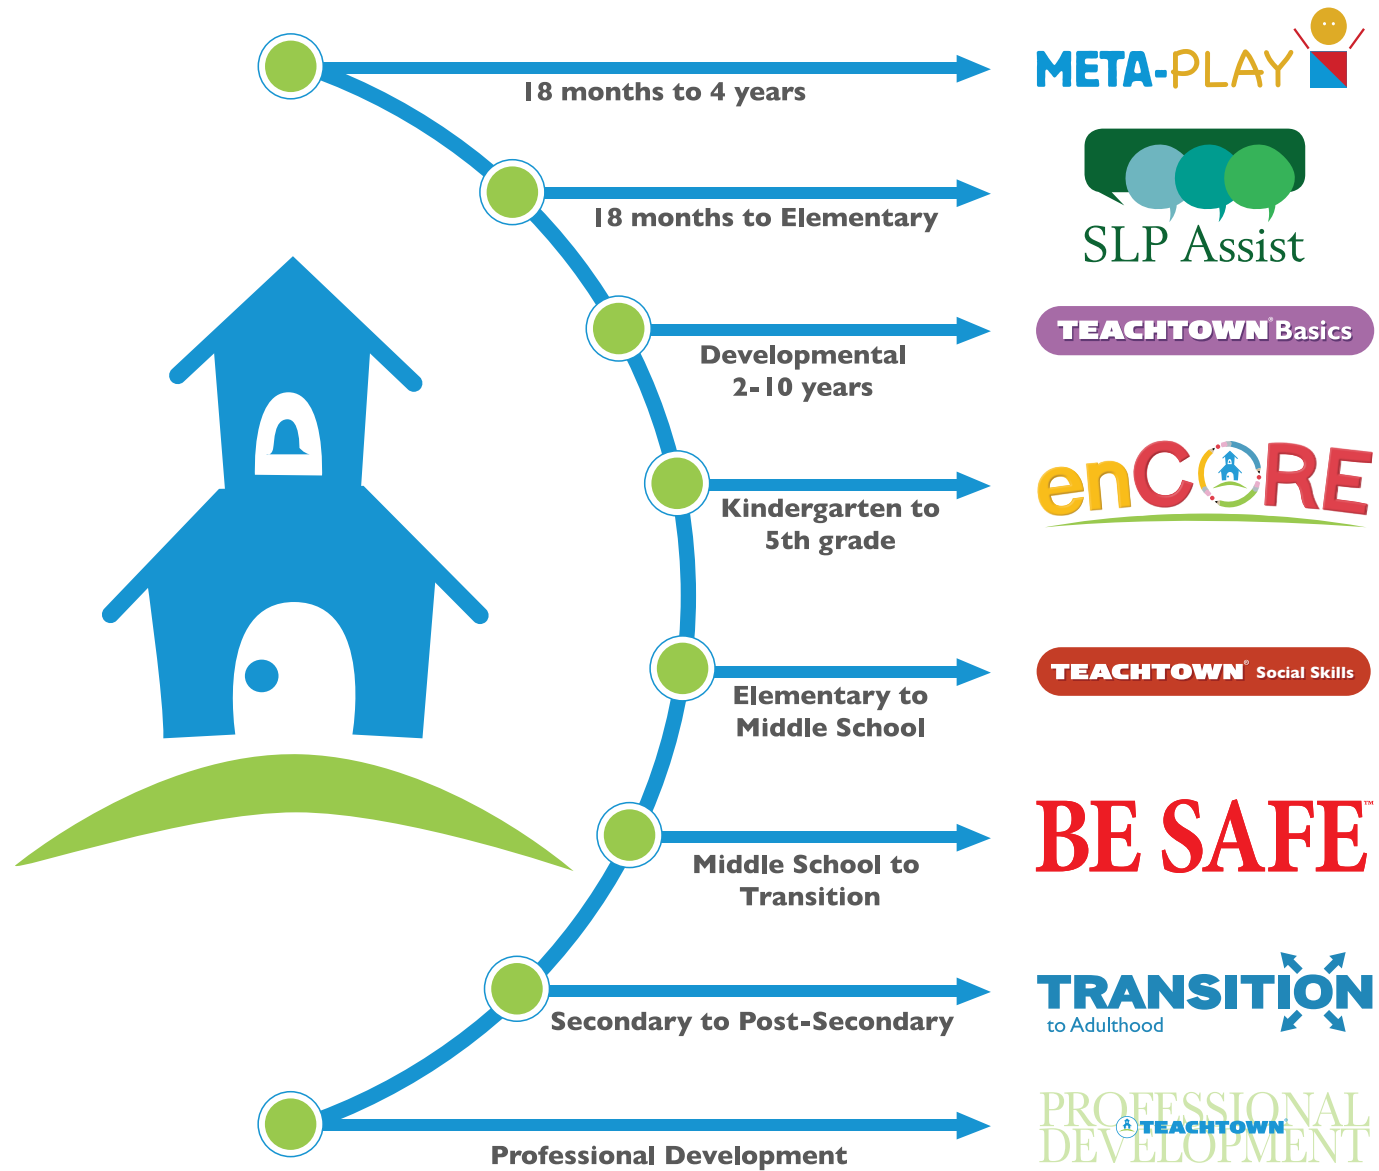 META-PLAY
18 months to 4 years
18 months to Elementary
SLP Assist
TEACHTOWN® Basics
Developmental
2-10 years
enCORE
Kindergarten to
5th grade
TEACHTOWN® Social Skills
Elementary to
Middle School
BE SAFE™
Middle School to
Transition
TRANSITION
to Adulthood
Secondary to Post-Secondary
PROFESSIONAL
TEACHTOWN®
DEVELOPMENT
Professional Development